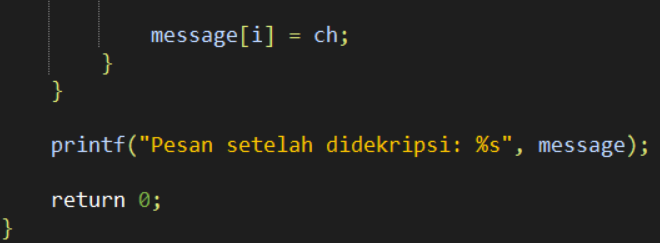 message[i] = ch;
}
}
printf("Pesan setelah didekripsi: %s", message);
return 0;
}